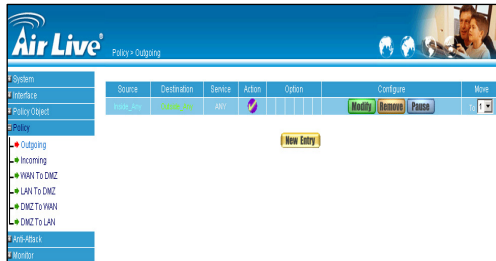 Air Live®
Policy > Outgoing
System
Interface
Policy Object
Policy
Outgoing
Incoming
WAN To DMZ
LAN To DMZ
DMZ To WAN
DMZ To LAN
Anti-Attack
Monitor
Source Destination Service Action Option Configure Move
Inside_Any Outside_Any ANY Modify Remove Pause To 1
New Entry